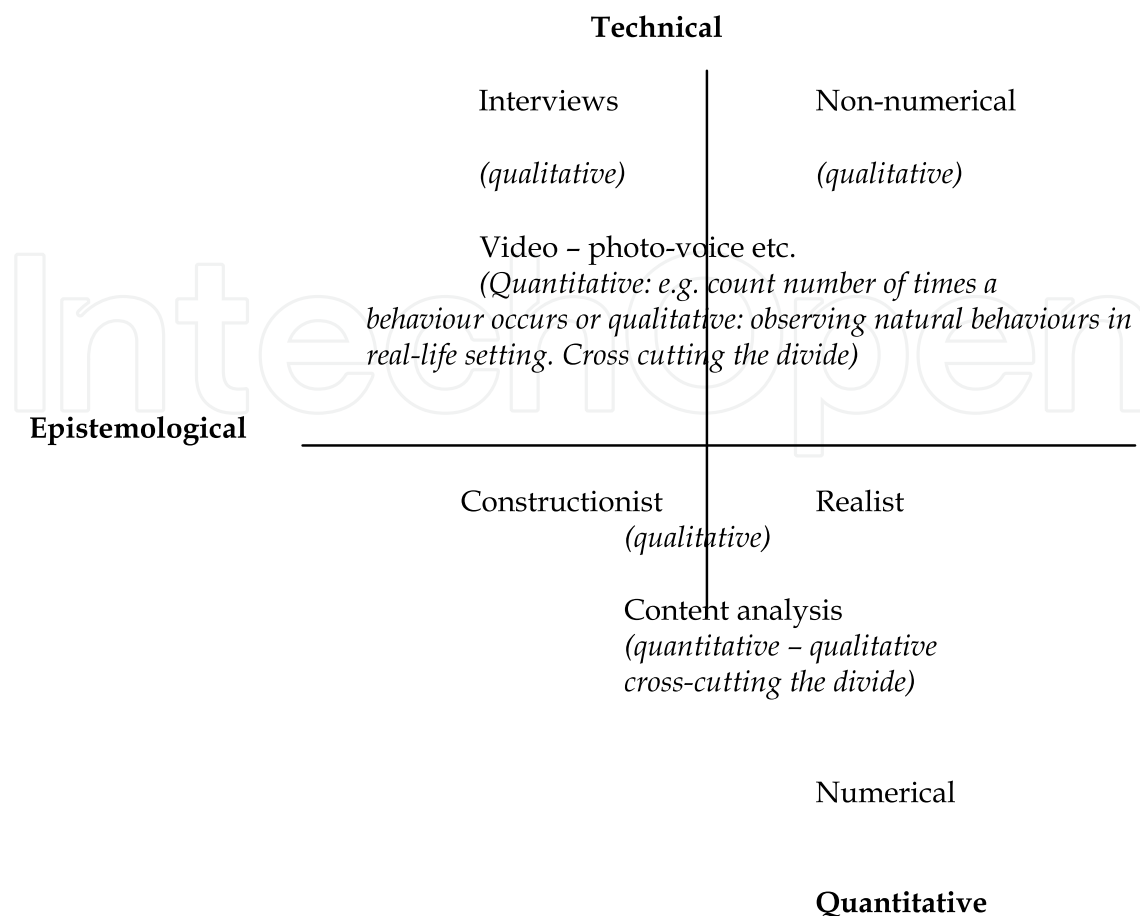 Technical
Interviews Non-numerical
(qualitative) (qualitative)
Video – photo-voice etc.
(Quantitative: e.g. count number of times a
behaviour occurs or qualitative: observing natural behaviours in
real-life setting. Cross cutting the divide)
IntechOpen
Epistemological
Constructionist Realist
(qualitative)
Content analysis
(quantitative – qualitative
cross-cutting the divide)
Numerical
Quantitative